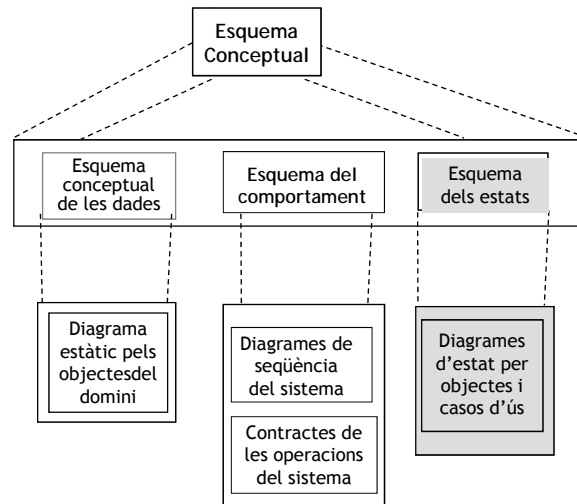 Esquema
Conceptual
Esquema
conceptual
de les dades
Esquema del
comportament
Esquema
dels estats
Diagrama
estàtic pels
objectesdel
domini
Diagrames de
seqüència
del sistema
Contractes de
les operacions
del sistema
Diagrames
d'estat per
objectes i
casos d'ús